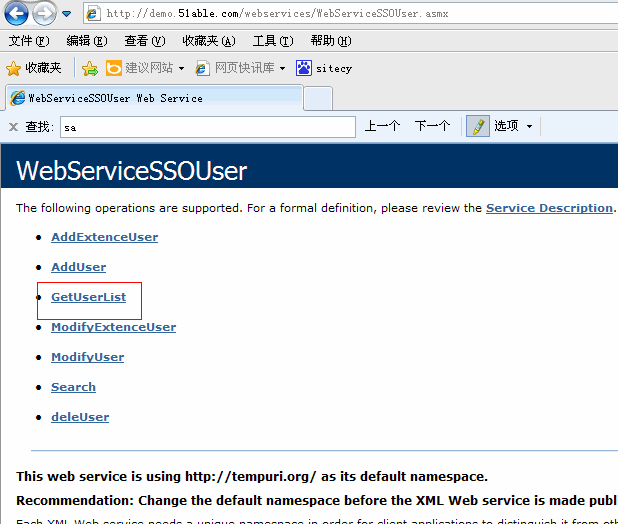 http://demo.51able.com/webservices/WebServiceSSOUser.asmx
文件(F) 编辑(E) 查看(V) 收藏夹(A) 工具(T) 帮助(H)
收藏夹 建议网站 网页快讯库 sitecy
WebServiceSSOUser Web Service
x 查找: sa 上一个 下一个 选项
WebServiceSSOUser
The following operations are supported. For a formal definition, please review the Service Description.
AddExtenceUser
AddUser
GetUserList
ModifyExtenceUser
ModifyUser
Search
deleUser
This web service is using http://tempuri.org/ as its default namespace.
Recommendation: Change the default namespace before the XML Web service is made publ
Each XML Web service needs a unique namespace in order for client applications to distinguish it from oth